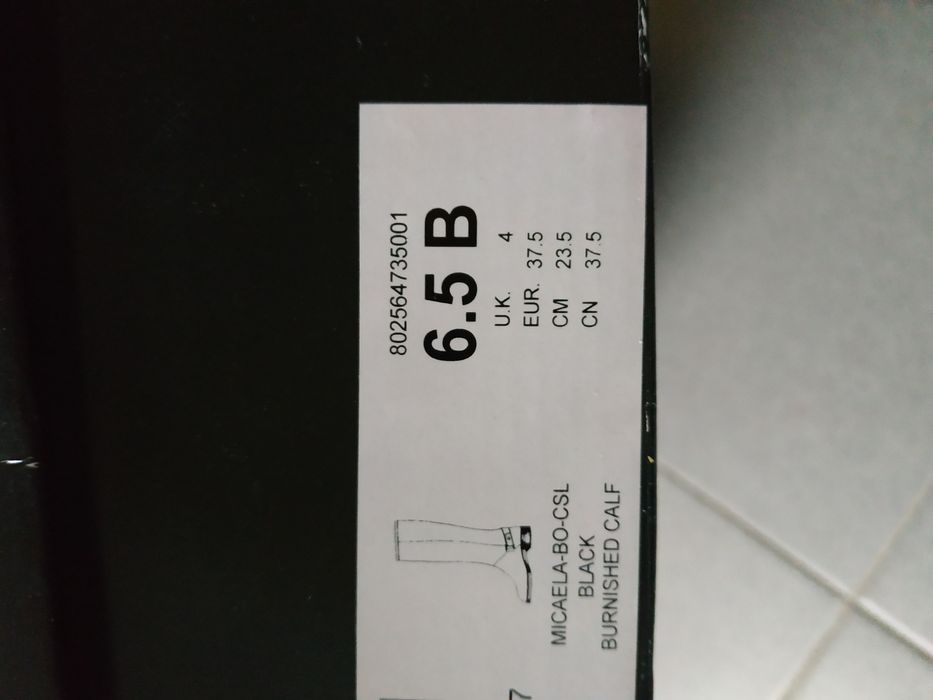 802564735001
6.5 B
U.K. 4
EUR. 37.5
CM 23.5
CN 37.5
MICAELA-BO-CSL
BLACK
BURNISHED CALF
7